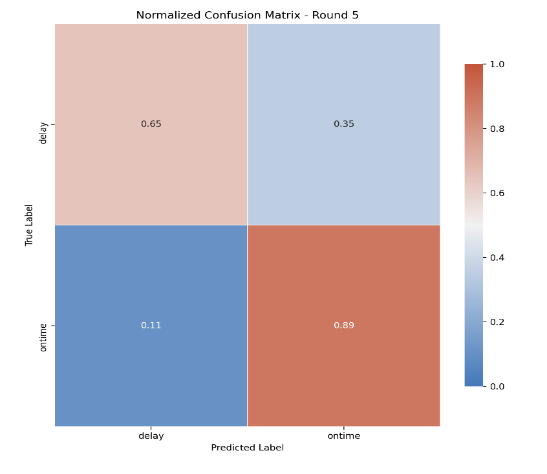 Normalized Confusion Matrix - Round 5
delay
ontime
True Label
0.65
0.35
0.11
0.89
delay
ontime
Predicted Label
1.0
0.8
0.6
0.4
0.2
0.0